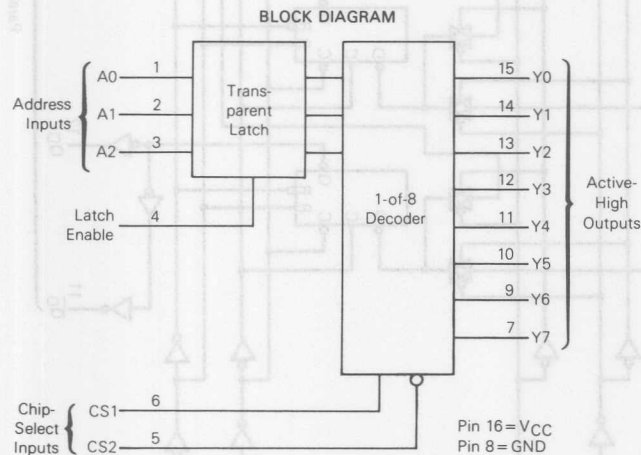 BLOCK DIAGRAM
Address
Inputs
A0 1
A1 2
A2 3
Trans-
parent
Latch
Latch
Enable
4
1-of-8
Decoder
15 Y0
14 Y1
13 Y2
12 Y3
11 Y4
10 Y5
9 Y6
7 Y7
Active-
High
Outputs
Chip-
Select
Inputs
CS1 6
CS2 5
Pin 16=VCC
Pin 8=GND